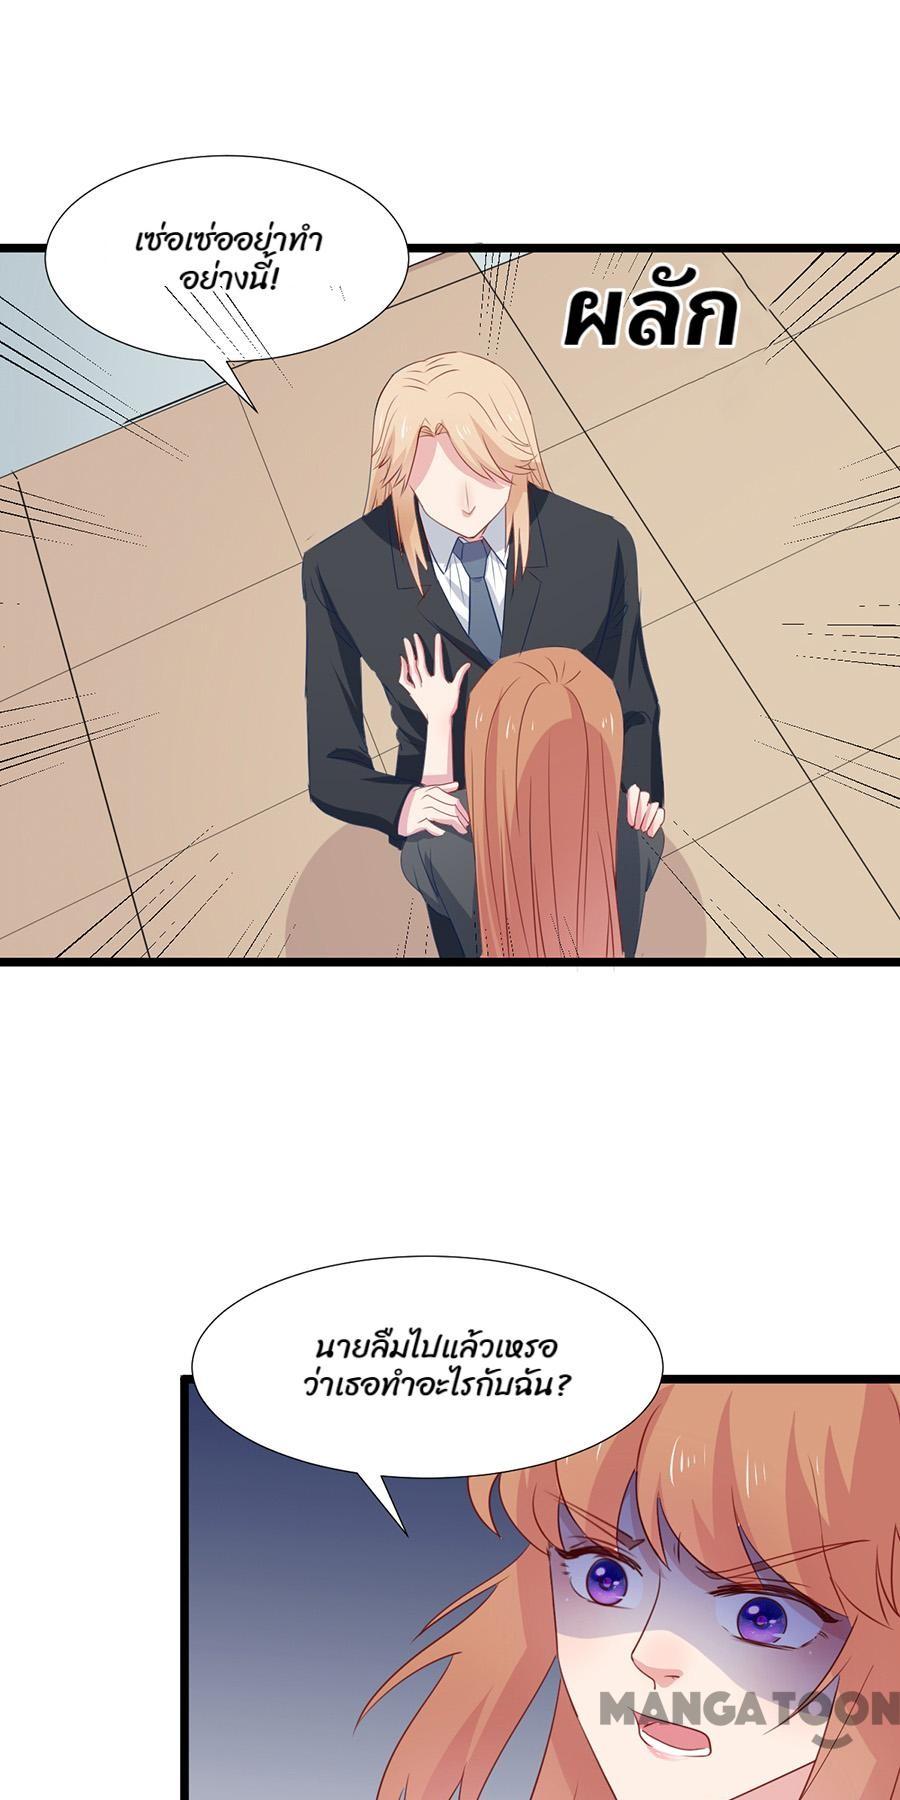 เซ่อเซ่ออย่าทำ
อย่างนี้!
ผลัก
นายลืมไปแล้วเหรอ
ว่าเธอทำอะไรกับฉัน?
MANGATOON